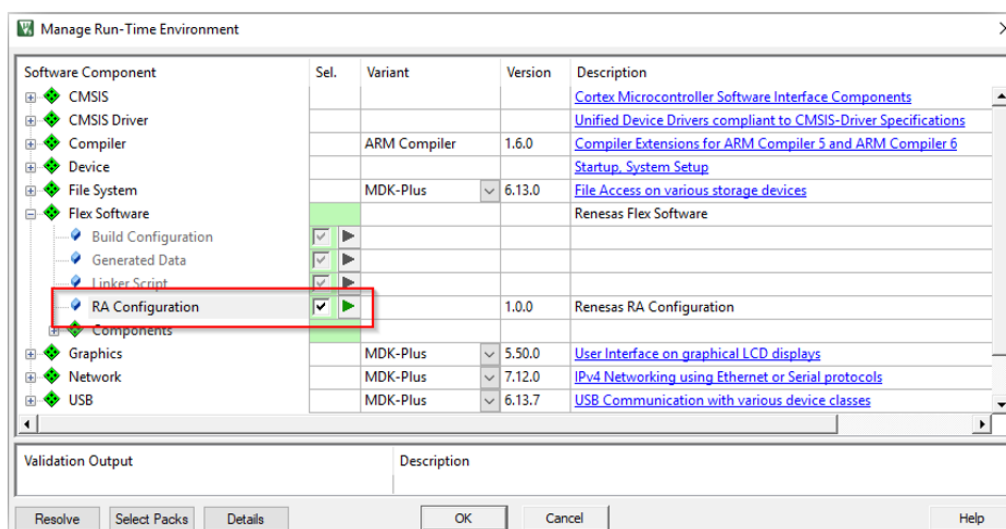 Manage Run-Time Environment
Software Component Sel. Variant Version Description
CMSIS Cortex Microcontroller Software Interface Components
CMSIS Driver Unified Device Drivers compliant to CMSIS-Driver Specifications
Compiler ARM Compiler 1.6.0 Compiler Extensions for ARM Compiler 5 and ARM Compiler 6
Device Startup, System Setup
File System MDK-Plus 6.13.0 File Access on various storage devices
Flex Software Renesas Flex Software
Build Configuration
Generated Data
Linker Script
RA Configuration 1.0.0 Renesas RA Configuration
Components
Graphics MDK-Plus 5.50.0 User Interface on graphical LCD displays
Network MDK-Plus 7.12.0 IPv4 Networking using Ethernet or Serial protocols
USB MDK-Plus 6.13.7 USB Communication with various device classes
Validation Output Description
Resolve Select Packs Details OK Cancel Help